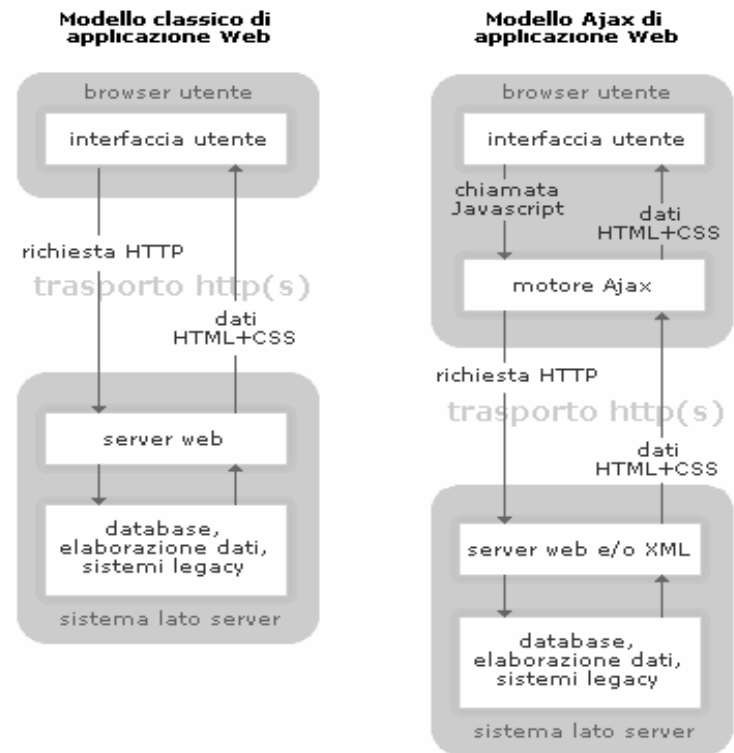 Modello classico di
applicazione Web
browser utente
interfaccia utente
richiesta HTTP
trasporto http(s)
dati
HTML+CSS
server web
database,
elaborazione dati,
sistemi legacy
sistema lato server
Modello Ajax di
applicazione Web
browser utente
interfaccia utente
chiamata
Javascript
dati
HTML+CSS
motore Ajax
richiesta HTTP
trasporto http(s)
dati
HTML+CSS
server web e/o XML
database,
elaborazione dati,
sistemi legacy
sistema lato server